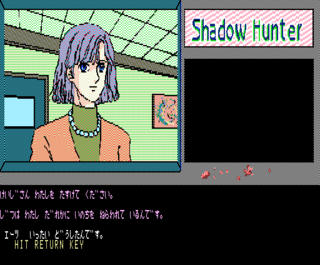 Shadow Hunter
けいじさん わたしを たすけて ください。
じつは わたし だれかに いのちを ねらわれて いるんです。
エーッ いったい どうしたんです。
HIT RETURN KEY